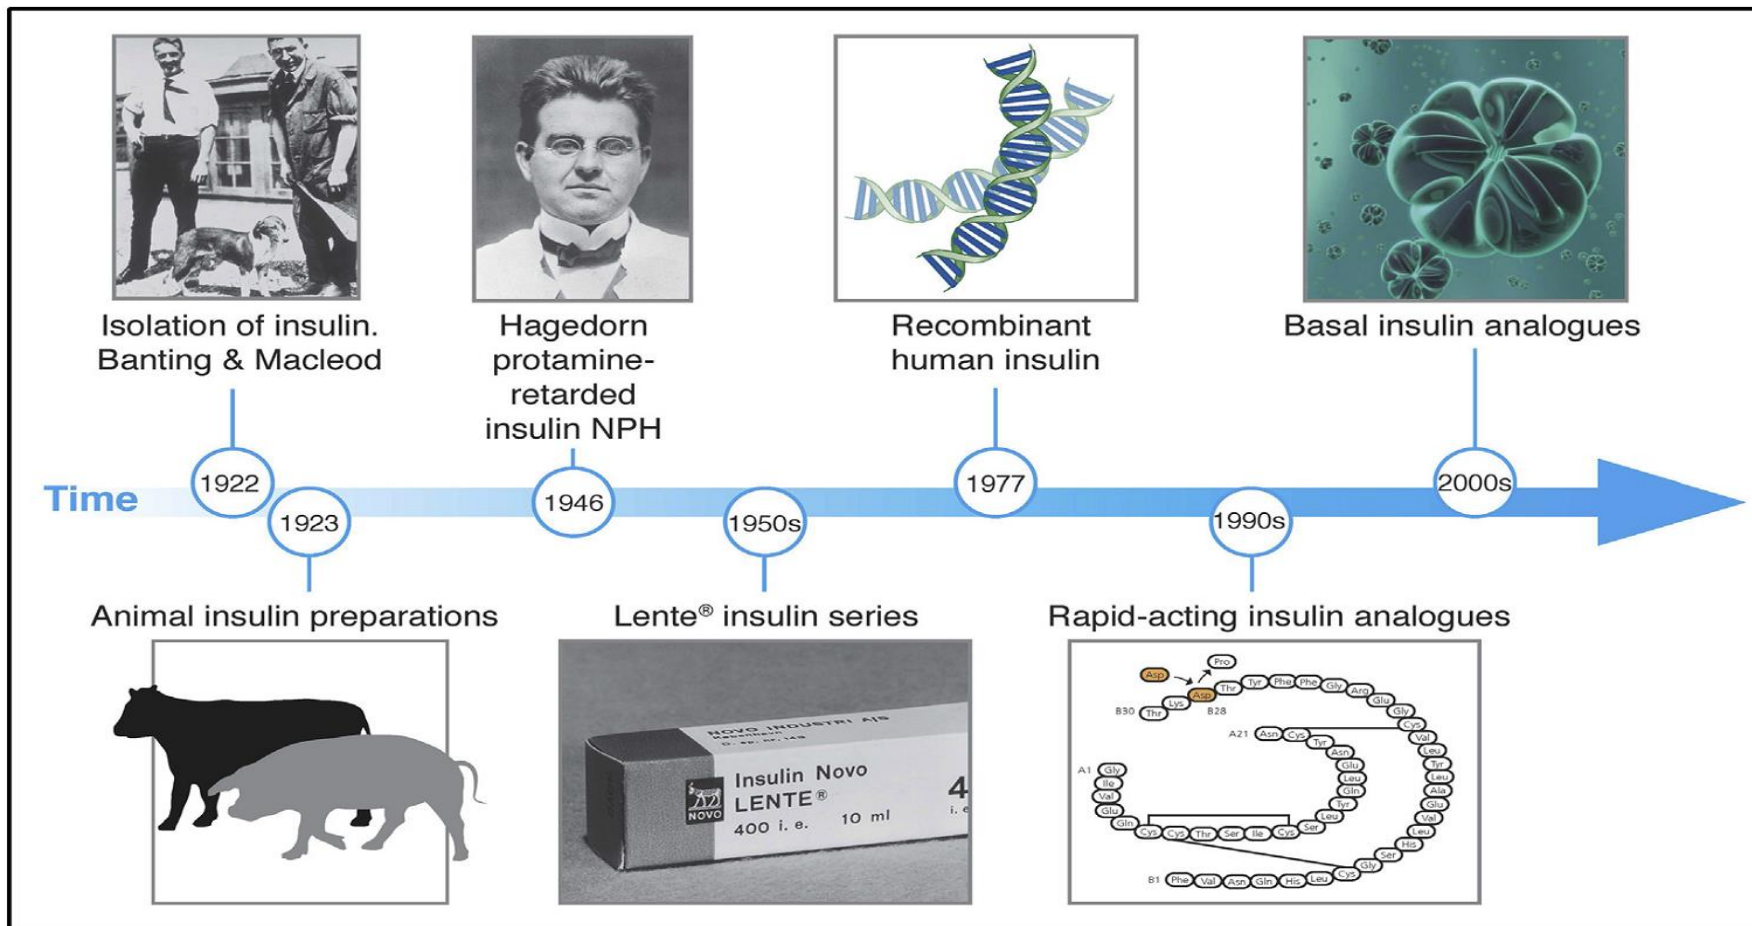 Isolation of insulin.
Banting & Macleod
Hagedorn
protamine-
retarded
insulin NPH
Recombinant
human insulin
Basal insulin analogues
Time
1922
1923
1946
1950s
1977
1990s
2000s
Animal insulin preparations
Lente® insulin series
NOVO INDUSTRI A/S
København
NOVO
Insulin Novo
LENTE®
400 i. e. 10 ml
4
i. e
Rapid-acting insulin analogues
Asp
Pro
B30 Thr Lys Asp Thr Tyr Phe Phe Gly Arg Glu Gly Cys Val Leu Tyr Leu Ala Glu Val Leu His Ser Gly Cys Leu His Gln Asn Val Phe B1
B28
A21 Asn Cys Tyr Asn Glu Leu Gln Tyr Leu Ser Cys Ile Ser Thr Cys Cys Gln Glu Val Ile Gly A1